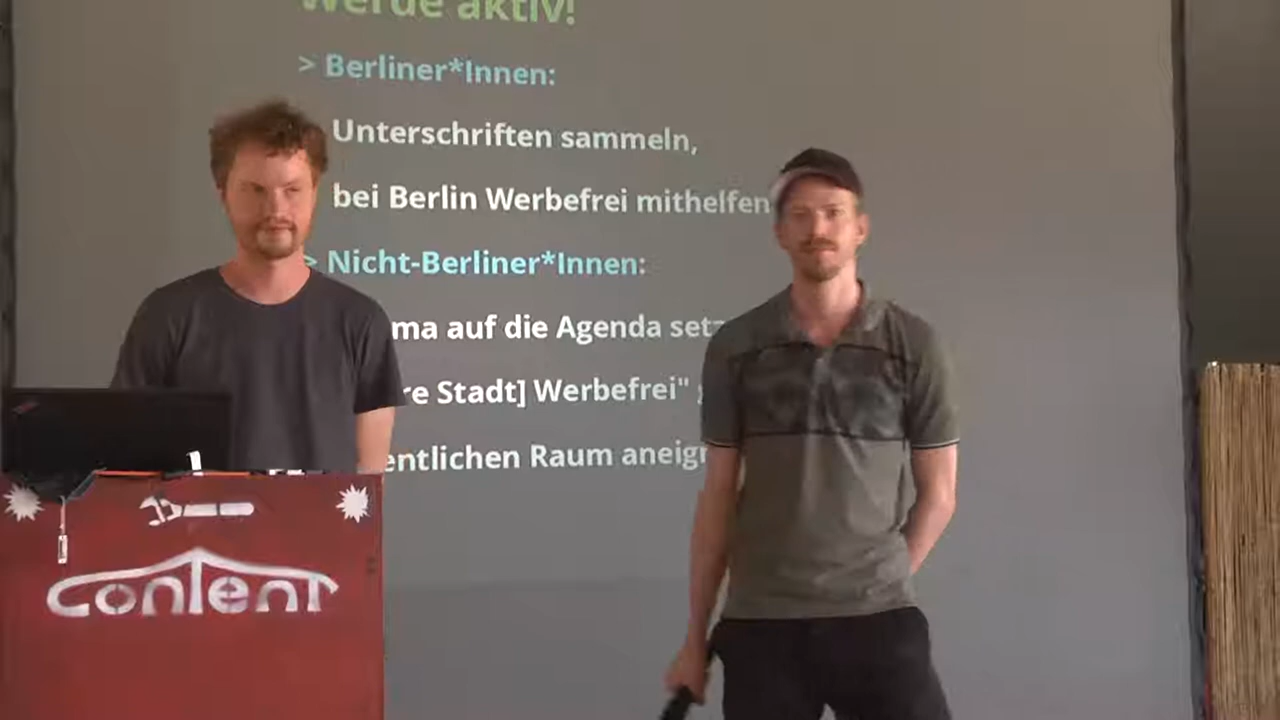 Werde aktiv!
> Berliner*Innen:
Unterschriften sammeln,
bei Berlin Werbefrei mithelfen
> Nicht-Berliner*Innen:
ma auf die Agenda setz
re Stadt] Werbefrei"
entlichen Raum aneig
conTenT